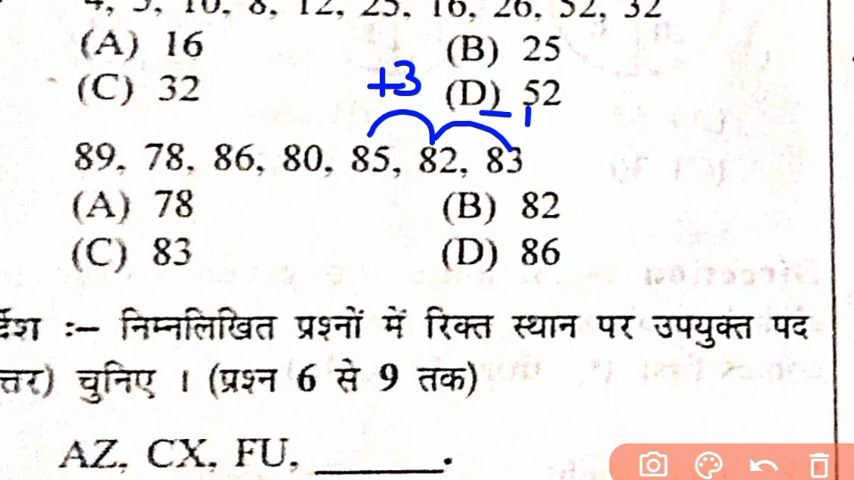 4, 5, 10, 8, 12, 25, 16, 26, 52, 32
(A) 16 (B) 25
(C) 32 (D) 52
+3 -1
89, 78, 86, 80, 85, 82, 83
(A) 78 (B) 82
(C) 83 (D) 86
र्देश :– निम्नलिखित प्रश्नों में रिक्त स्थान पर उपयुक्त पद
त्तर) चुनिए । (प्रश्न 6 से 9 तक)
AZ, CX, FU, ______.